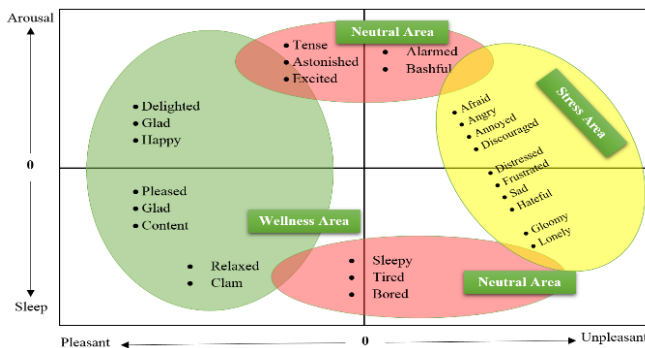 Arousal
0
Sleep
Neutral Area
• Tense
• Astonished
• Excited
• Alarmed
• Bashful
• Delighted
• Glad
• Happy
• Afraid
• Angry
• Annoyed
• Discouraged
Stress Area
• Distressed
• Frustrated
• Sad
• Hateful
• Gloomy
• Lonely
• Pleased
• Glad
• Content
Wellness Area
• Relaxed
• Clam
• Sleepy
• Tired
• Bored
Neutral Area
Pleasant
0
Unpleasant